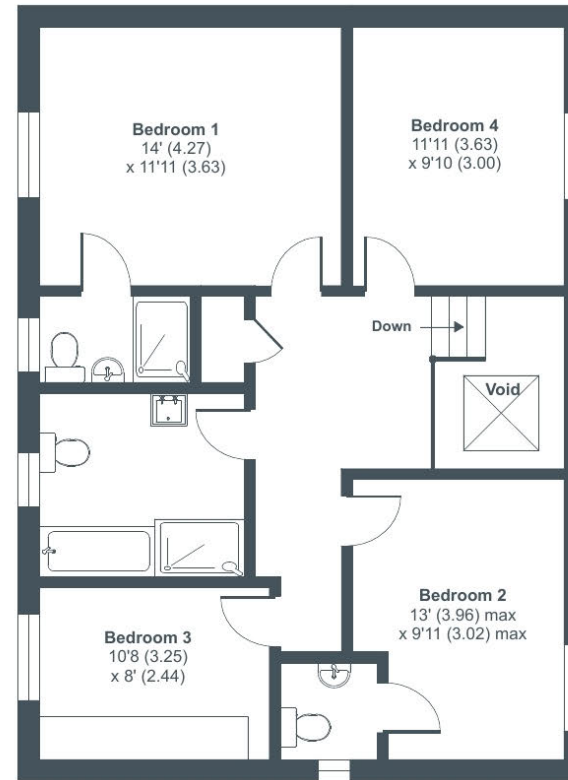 Bedroom 1
14' (4.27)
x 11'11 (3.63)
Bedroom 4
11'11 (3.63)
x 9'10 (3.00)
Down
Void
Bedroom 2
13' (3.96) max
x 9'11 (3.02) max
Bedroom 3
10'8 (3.25)
x 8' (2.44)